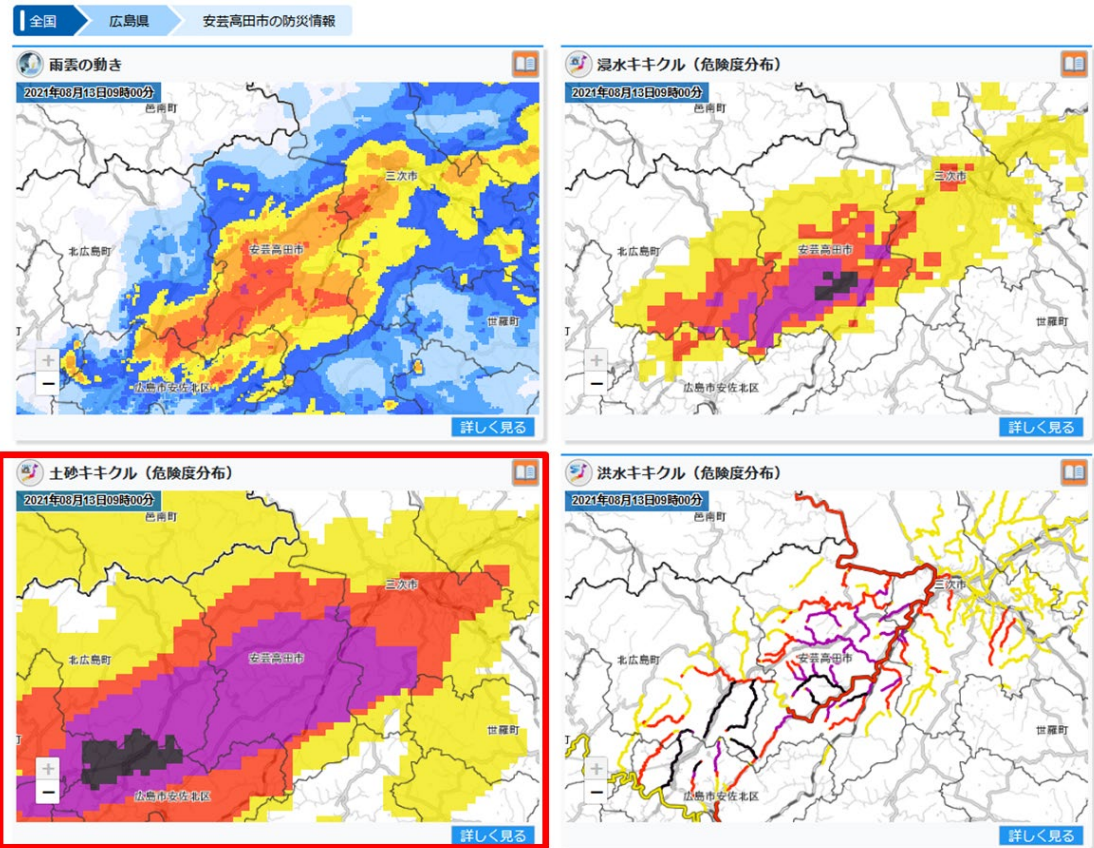 全国 広島県 安芸高田市の防災情報
雨雲の動き
2021年08月13日09時00分
邑南町
三次市
北広島町
安芸高田市
世羅町
広島市安佐北区
+
−
詳しく見る
浸水キキクル（危険度分布）
2021年08月13日09時00分
邑南町
三次市
北広島町
安芸高田市
世羅町
広島市安佐北区
+
−
詳しく見る
土砂キキクル（危険度分布）
2021年08月13日09時00分
邑南町
三次市
北広島町
安芸高田市
世羅町
広島市安佐北区
+
−
詳しく見る
洪水キキクル（危険度分布）
2021年08月13日09時00分
邑南町
三次市
北広島町
安芸高田市
世羅町
広島市安佐北区
+
−
詳しく見る